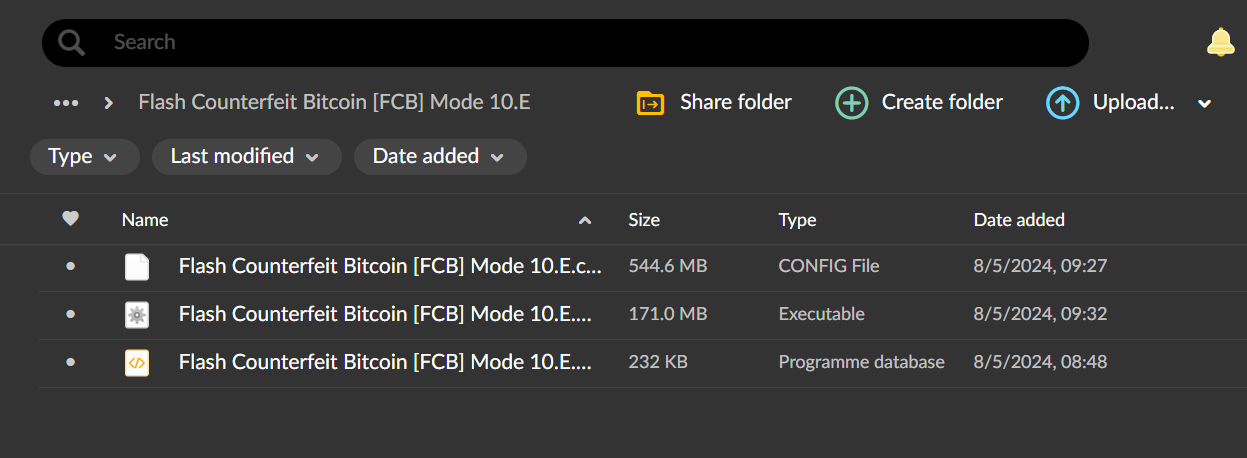 Search
Flash Counterfeit Bitcoin [FCB] Mode 10.E Share folder Create folder Upload...
Type Last modified Date added
Name Size Type Date added
Flash Counterfeit Bitcoin [FCB] Mode 10.E.c... 544.6 MB CONFIG File 8/5/2024, 09:27
Flash Counterfeit Bitcoin [FCB] Mode 10.E.... 171.0 MB Executable 8/5/2024, 09:32
Flash Counterfeit Bitcoin [FCB] Mode 10.E.... 232 KB Programme database 8/5/2024, 08:48